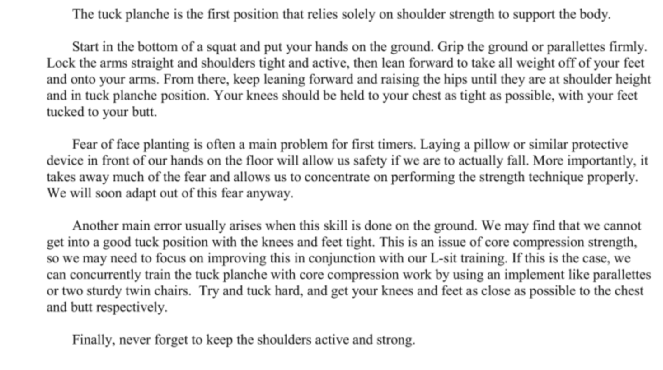 The tuck planche is the first position that relies solely on shoulder strength to support the body.
Start in the bottom of a squat and put your hands on the ground. Grip the ground or parallettes firmly.
Lock the arms straight and shoulders tight and active, then lean forward to take all weight off of your feet
and onto your arms. From there, keep leaning forward and raising the hips until they are at shoulder height
and in tuck planche position. Your knees should be held to your chest as tight as possible, with your feet
tucked to your butt.
Fear of face planting is often a main problem for first timers. Laying a pillow or similar protective
device in front of our hands on the floor will allow us safety if we are to actually fall. More importantly, it
takes away much of the fear and allows us to concentrate on performing the strength technique properly.
We will soon adapt out of this fear anyway.
Another main error usually arises when this skill is done on the ground. We may find that we cannot
get into a good tuck position with the knees and feet tight. This is an issue of core compression strength,
so we may need to focus on improving this in conjunction with our L-sit training. If this is the case, we
can concurrently train the tuck planche with core compression work by using an implement like parallettes
or two sturdy twin chairs.  Try and tuck hard, and get your knees and feet as close as possible to the chest
and butt respectively.
Finally, never forget to keep the shoulders active and strong.